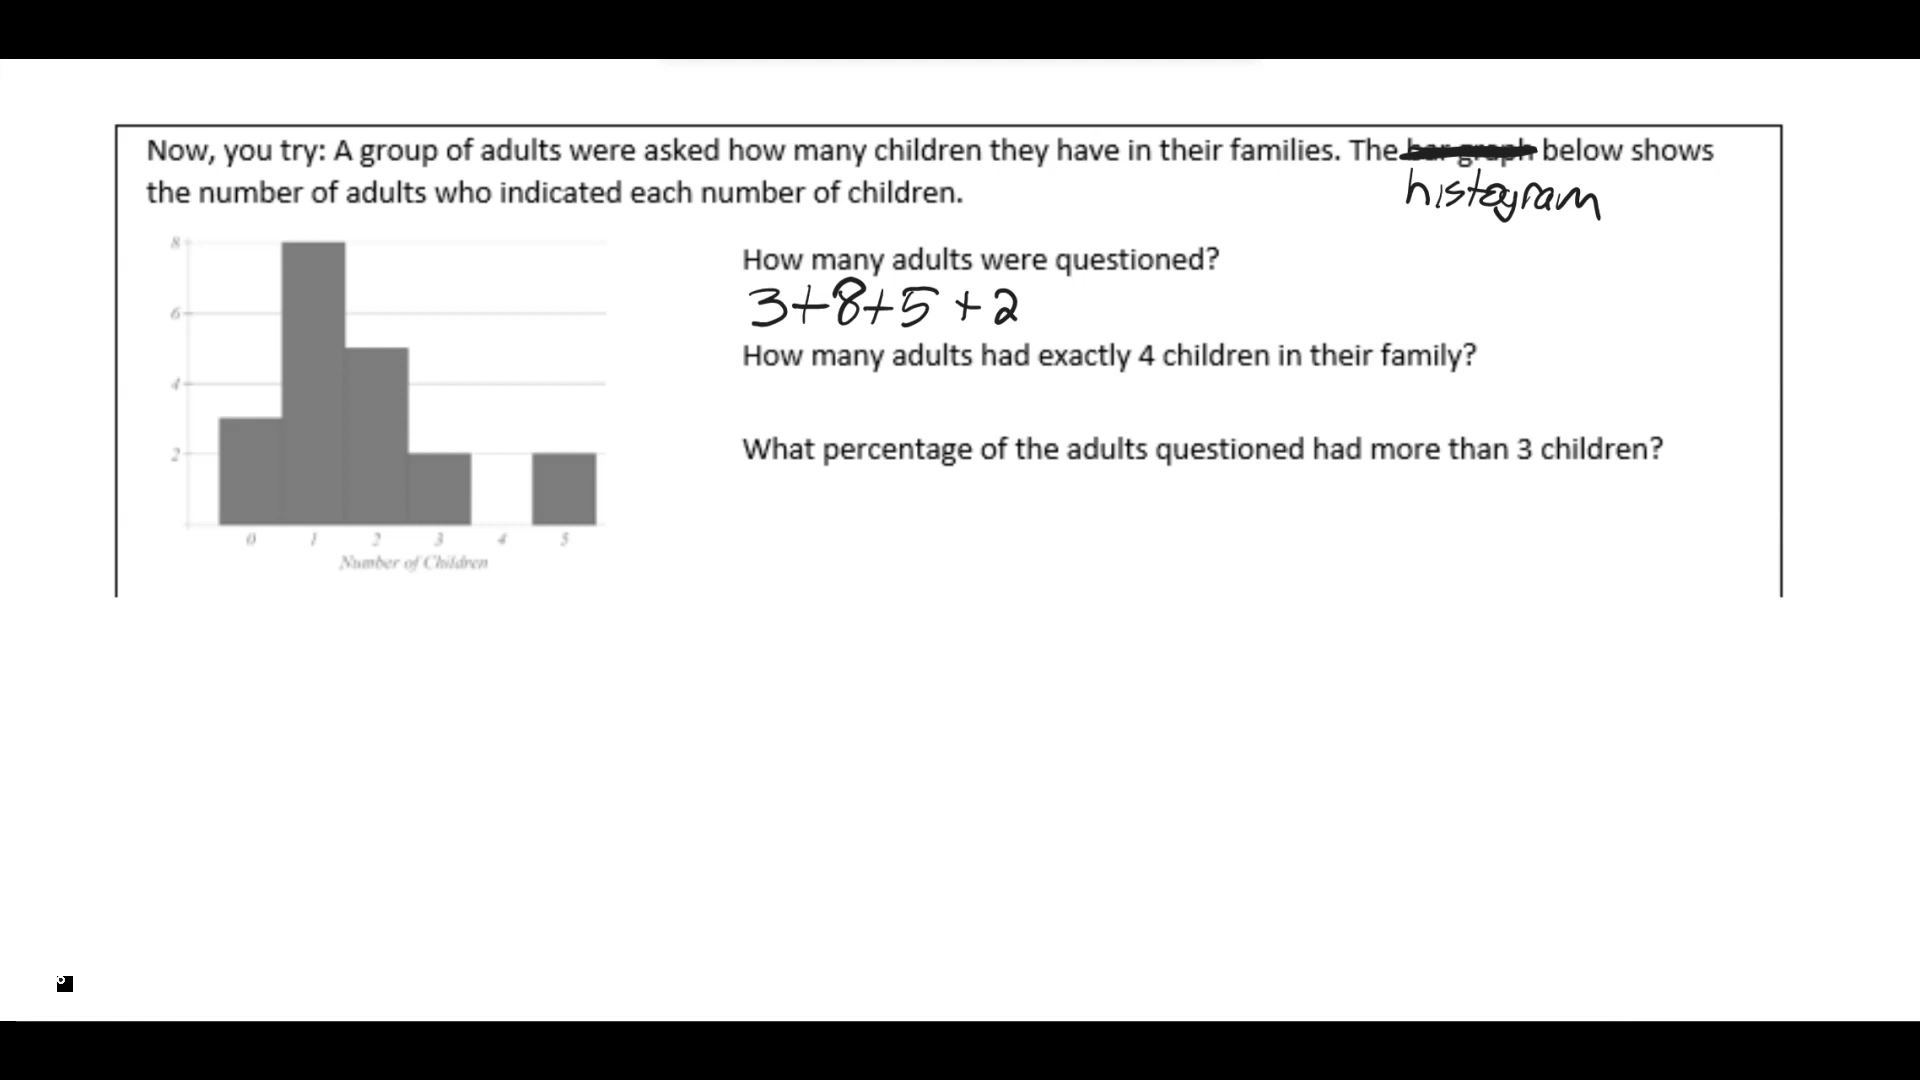 Now, you try: A group of adults were asked how many children they have in their families. The bar graph below shows
histogram
the number of adults who indicated each number of children.
How many adults were questioned?
3+8+5+2
How many adults had exactly 4 children in their family?
What percentage of the adults questioned had more than 3 children?
8
6
4
2
0 1 2 3 4 5
Number of Children